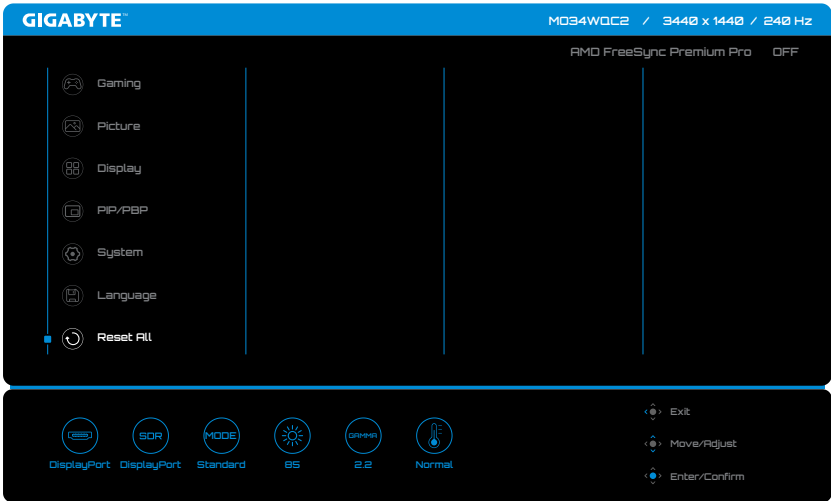 GIGABYTE™
MO34WQC2 / 3440 x 1440 / 240 Hz
AMD FreeSync Premium Pro OFF
Gaming
Picture
Display
PIP/PBP
System
Language
Reset All
SDR MODE GAMMA
DisplayPort DisplayPort Standard 85 2.2 Normal
Exit
Move/Adjust
Enter/Confirm